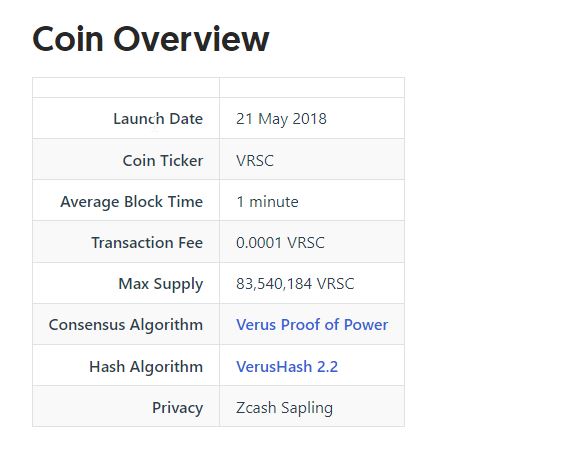 Coin Overview
Launch Date 21 May 2018
Coin Ticker VRSC
Average Block Time 1 minute
Transaction Fee 0.0001 VRSC
Max Supply 83,540,184 VRSC
Consensus Algorithm Verus Proof of Power
Hash Algorithm VerusHash 2.2
Privacy Zcash Sapling